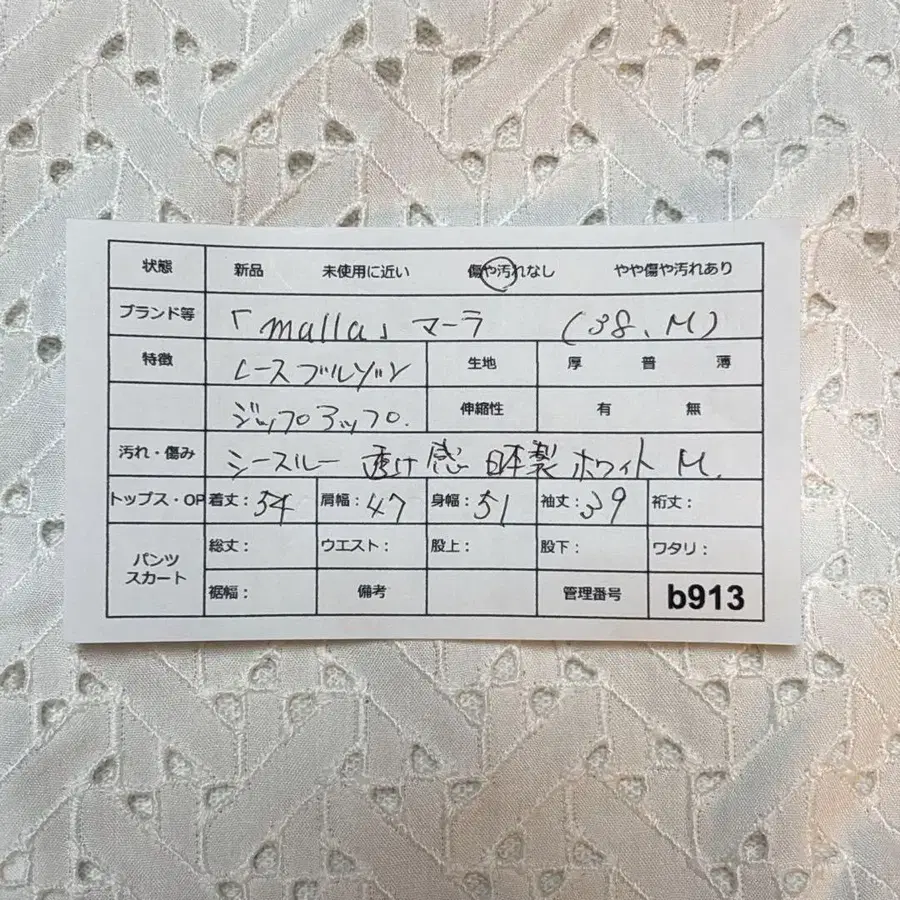 状態 新品 未使用に近い 傷や汚れなし やや傷や汚れあり
ブランド等 「malla」マーラ (38、M)
特徴 レースブルゾン 生地 厚 普 薄
ジップアップ. 伸縮性 有 無
汚れ・傷み シースルー 透け感 日本製 ホワイト M.
トップス・OP 着丈：54 肩幅：47 身幅：51 袖丈：39 裄丈：
パンツ スカート 総丈： ウエスト： 股上： 股下： ワタリ：
裾幅： 備考 管理番号 b913